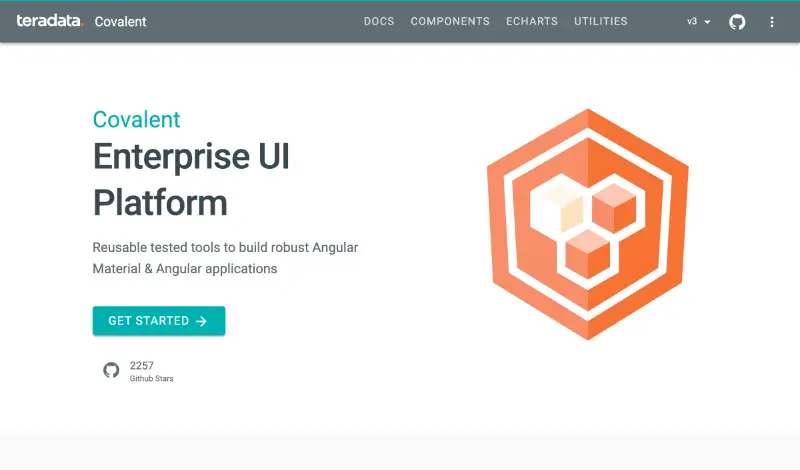 teradata. Covalent
DOCS COMPONENTS ECHARTS UTILITIES v3
Covalent
Enterprise UI
Platform
Reusable tested tools to build robust Angular
Material & Angular applications
GET STARTED
2257
Github Stars